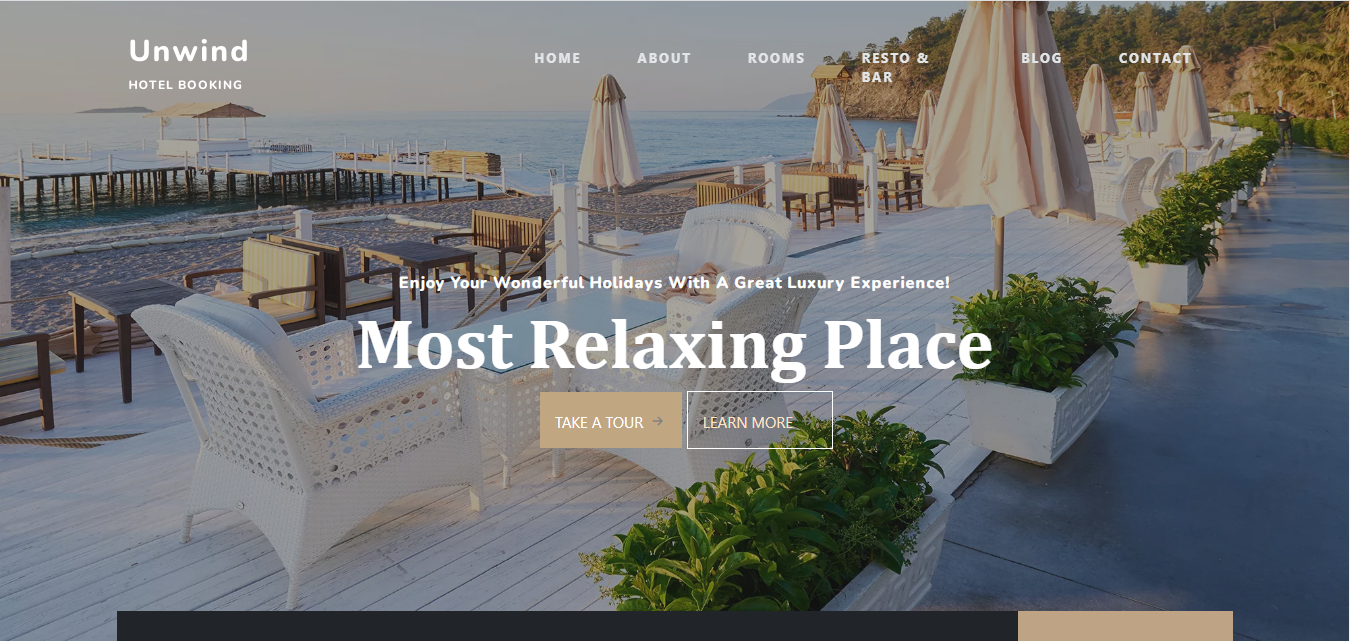 Unwind
HOTEL BOOKING
HOME
ABOUT
ROOMS
RESTO &
BAR
BLOG
CONTACT
Enjoy Your Wonderful Holidays With A Great Luxury Experience!
Most Relaxing Place
TAKE A TOUR →
LEARN MORE